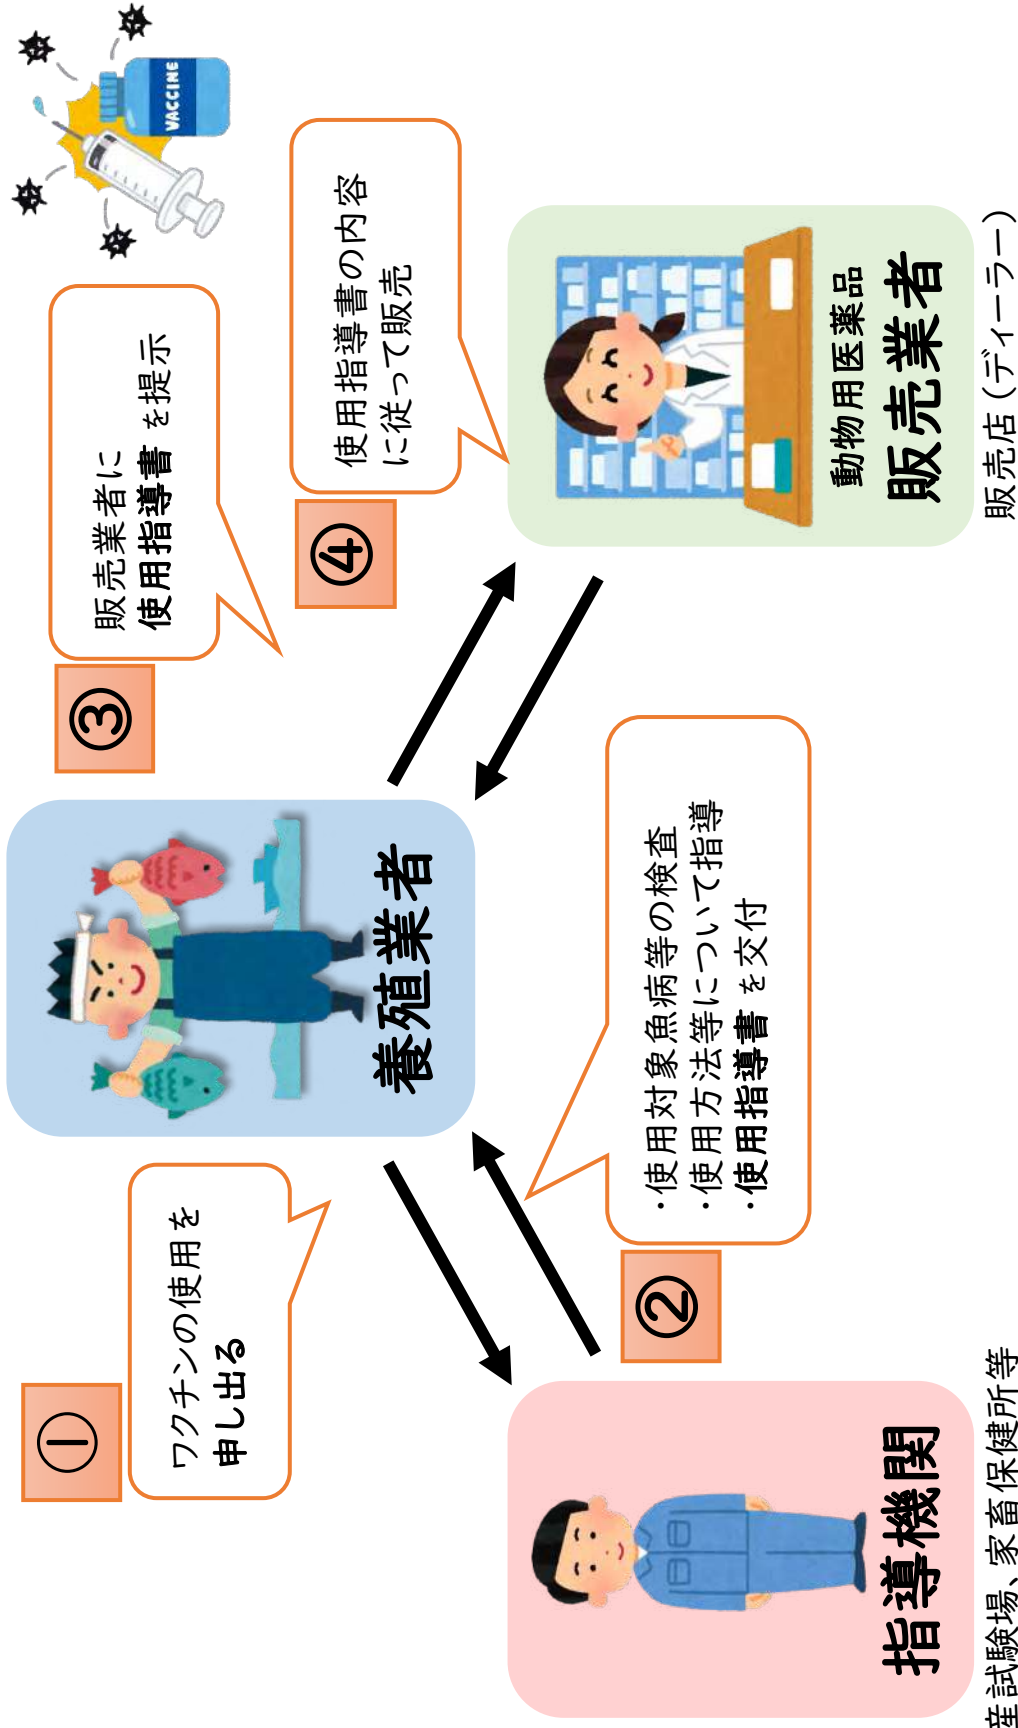 ①
ワクチンの使用を
申し出る
②
・使用対象魚病等の検査
・使用方法等について指導
・使用指導書 を交付
③
販売業者に
使用指導書 を提示
④
使用指導書の内容
に従って販売
VACCINE
養殖業者
指導機関
産試験場、家畜保健所等
動物用医薬品
販売業者
販売店（ディーラー）